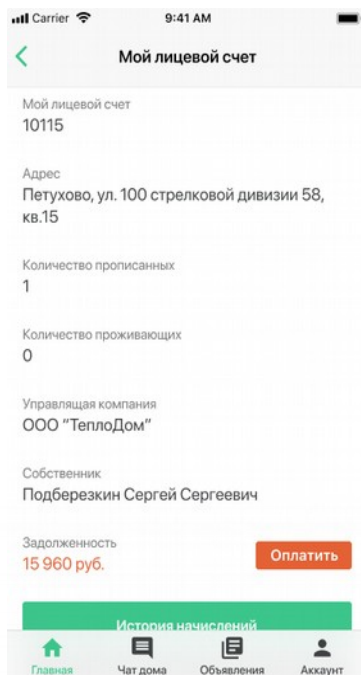 Carrier 9:41 AM
Мой лицевой счет
Мой лицевой счет
10115
Адрес
Петухово, ул. 100 стрелковой дивизии 58,
кв.15
Количество прописанных
1
Количество проживающих
0
Управлящая компания
ООО "ТеплоДом"
Собственник
Подберезкин Сергей Сергеевич
Задолженность
15 960 руб.
Оплатить
История начислений
Главная Чат дома Объявления Аккаунт